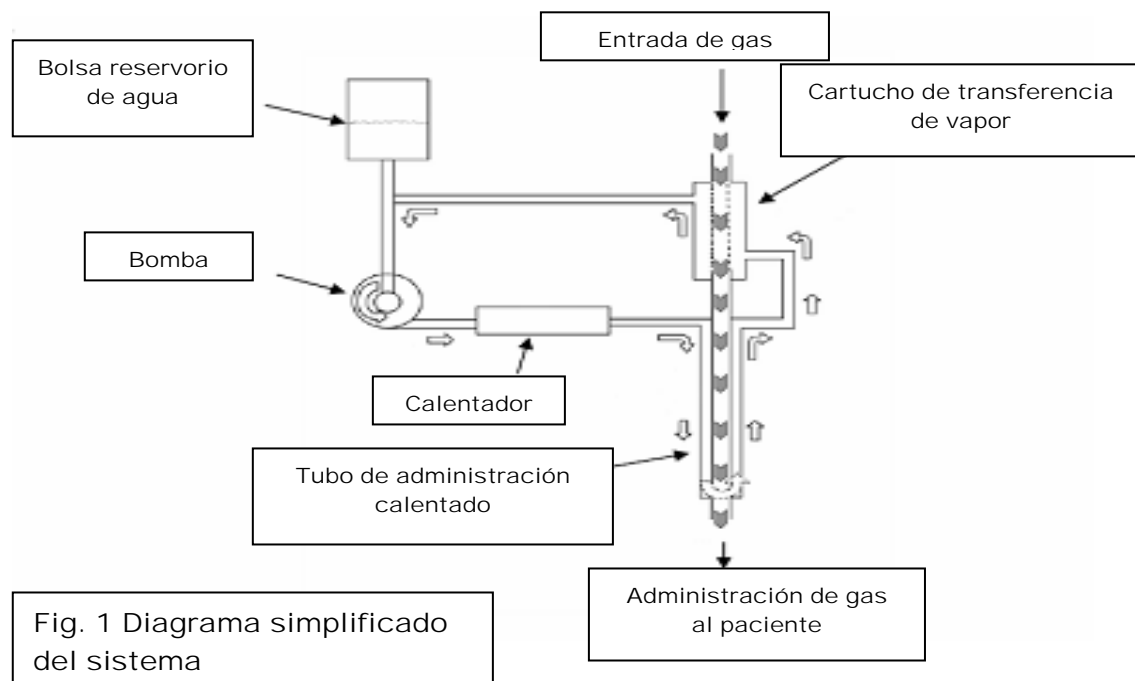 Entrada de gas
Bolsa reservorio
de agua
Cartucho de transferencia
de vapor
Bomba
Calentador
Tubo de administración
calentado
Administración de gas
al paciente
Fig. 1 Diagrama simplificado
del sistema